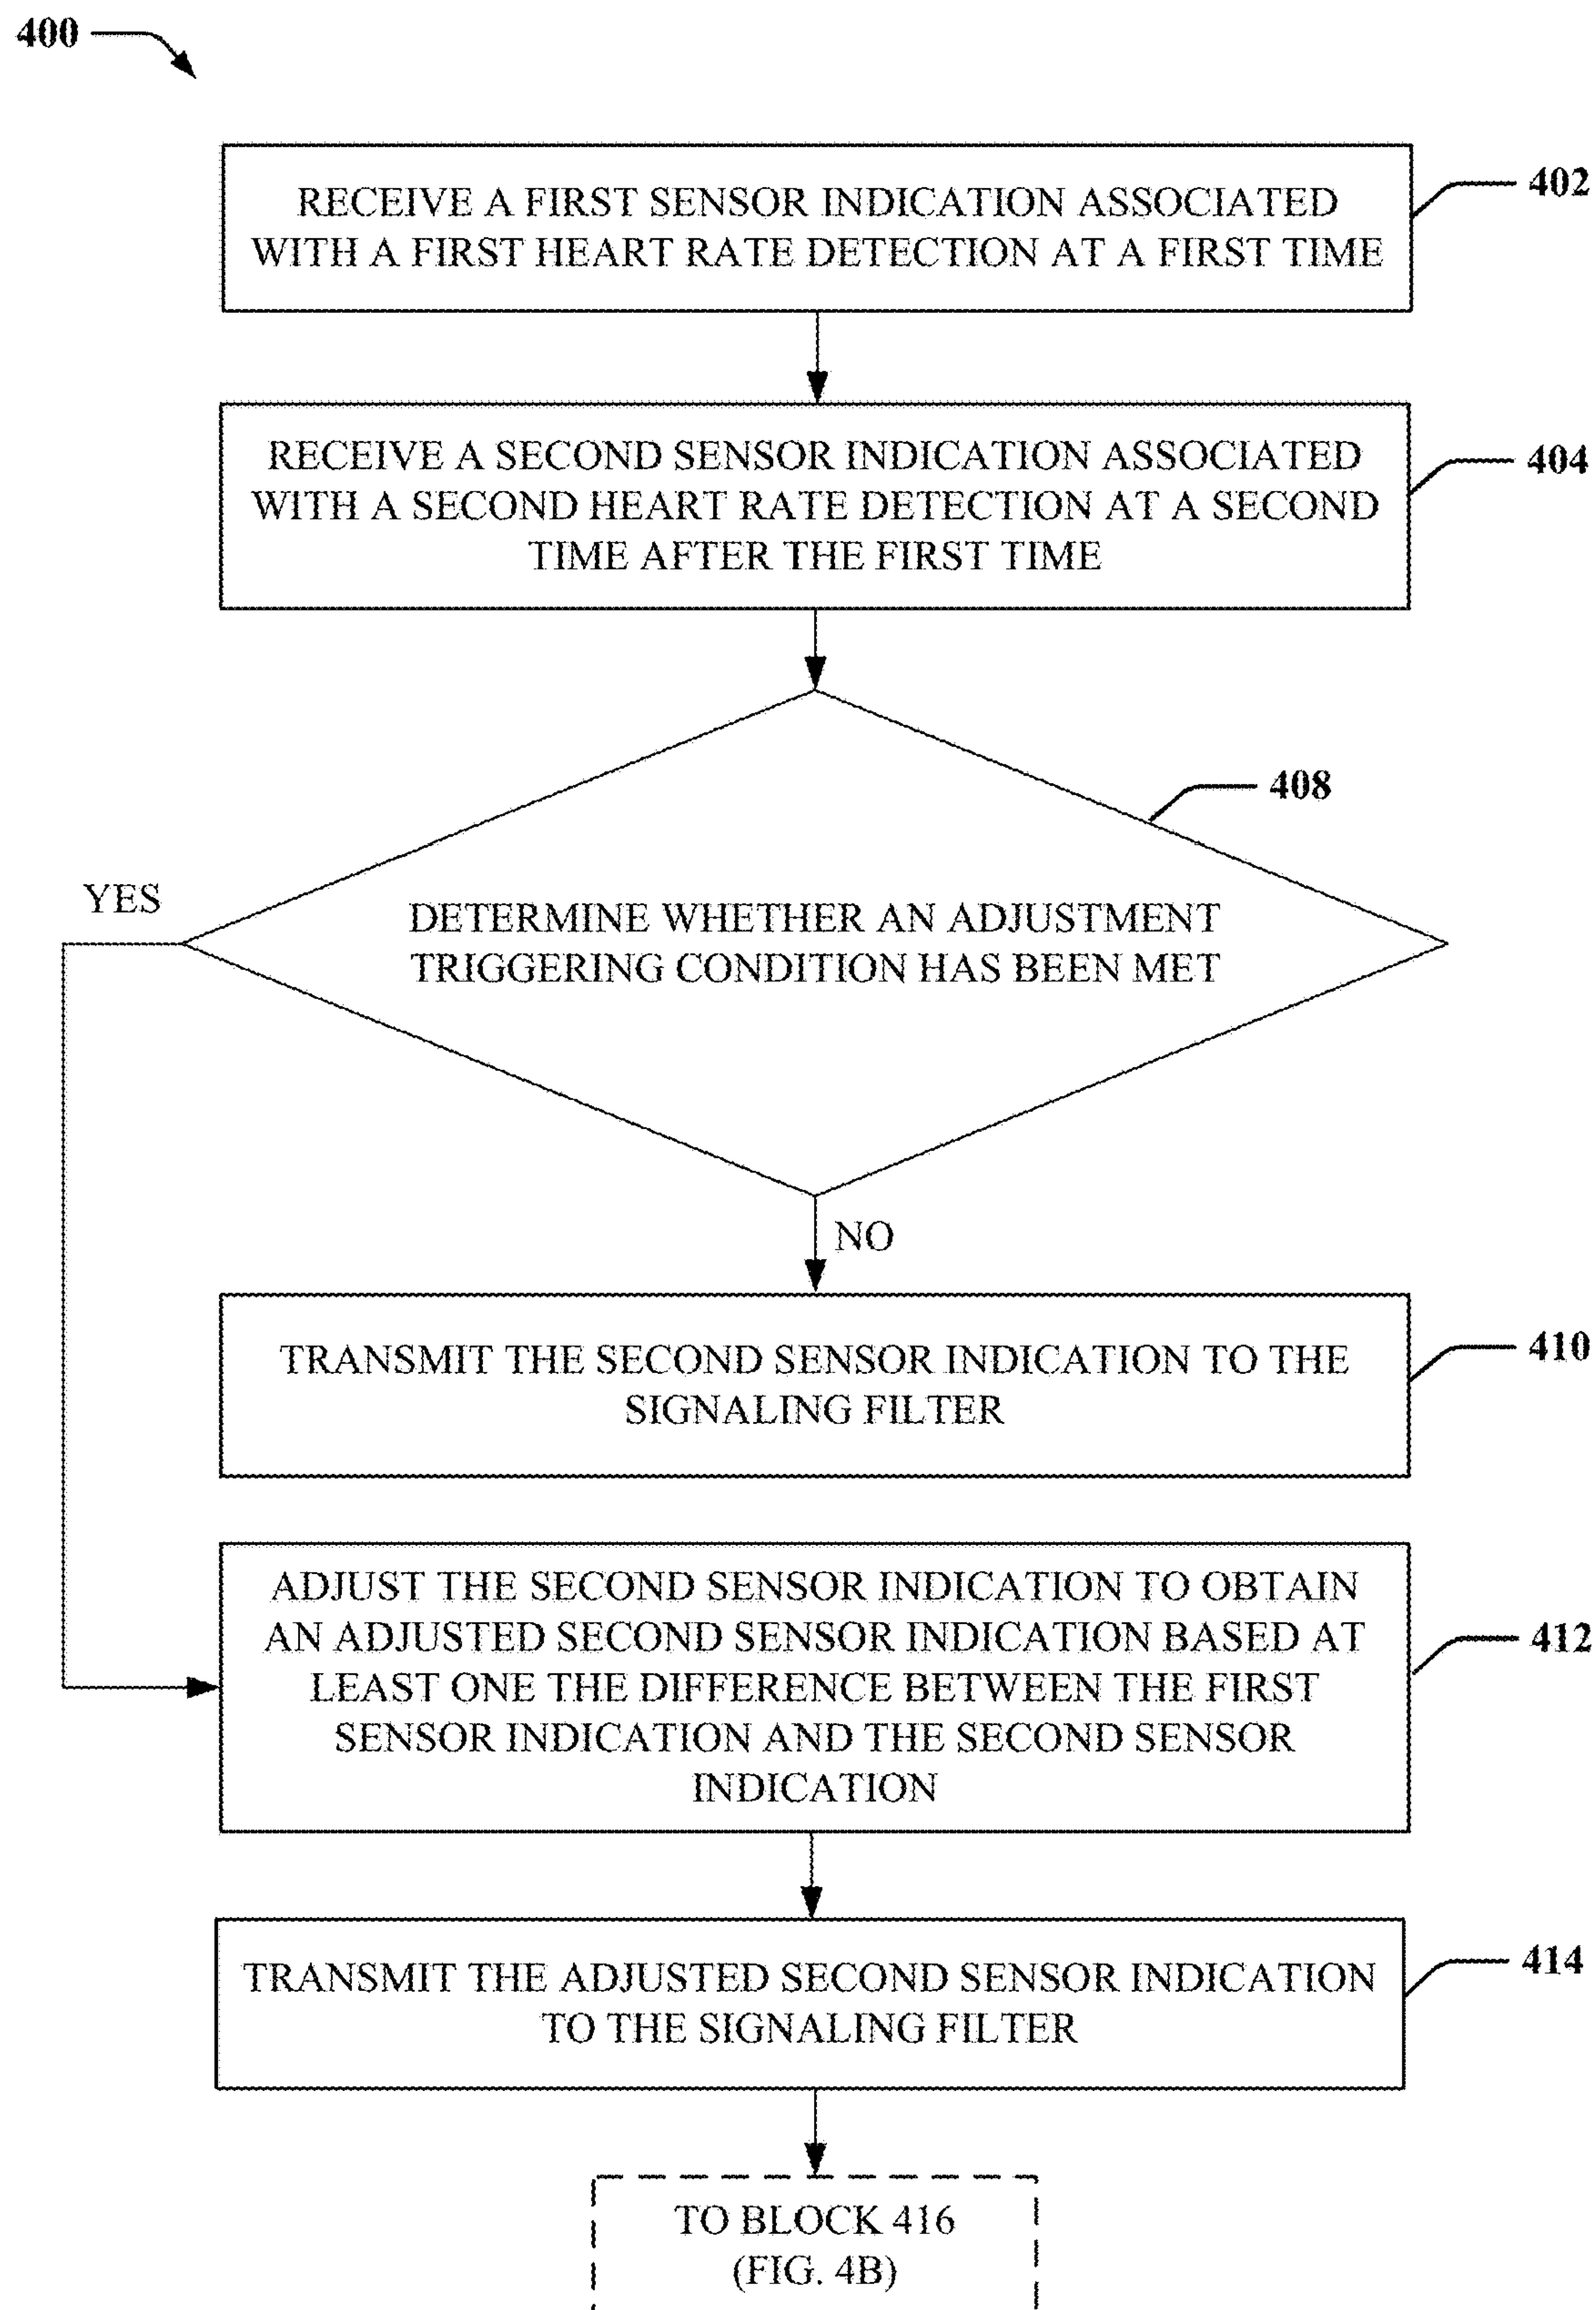 400
RECEIVE A FIRST SENSOR INDICATION ASSOCIATED
WITH A FIRST HEART RATE DETECTION AT A FIRST TIME
402
RECEIVE A SECOND SENSOR INDICATION ASSOCIATED
WITH A SECOND HEART RATE DETECTION AT A SECOND
TIME AFTER THE FIRST TIME
404
408
YES
DETERMINE WHETHER AN ADJUSTMENT
TRIGGERING CONDITION HAS BEEN MET
NO
TRANSMIT THE SECOND SENSOR INDICATION TO THE
SIGNALING FILTER
410
ADJUST THE SECOND SENSOR INDICATION TO OBTAIN
AN ADJUSTED SECOND SENSOR INDICATION BASED AT
LEAST ONE THE DIFFERENCE BETWEEN THE FIRST
SENSOR INDICATION AND THE SECOND SENSOR
INDICATION
412
TRANSMIT THE ADJUSTED SECOND SENSOR INDICATION
TO THE SIGNALING FILTER
414
TO BLOCK 416
(FIG. 4B)